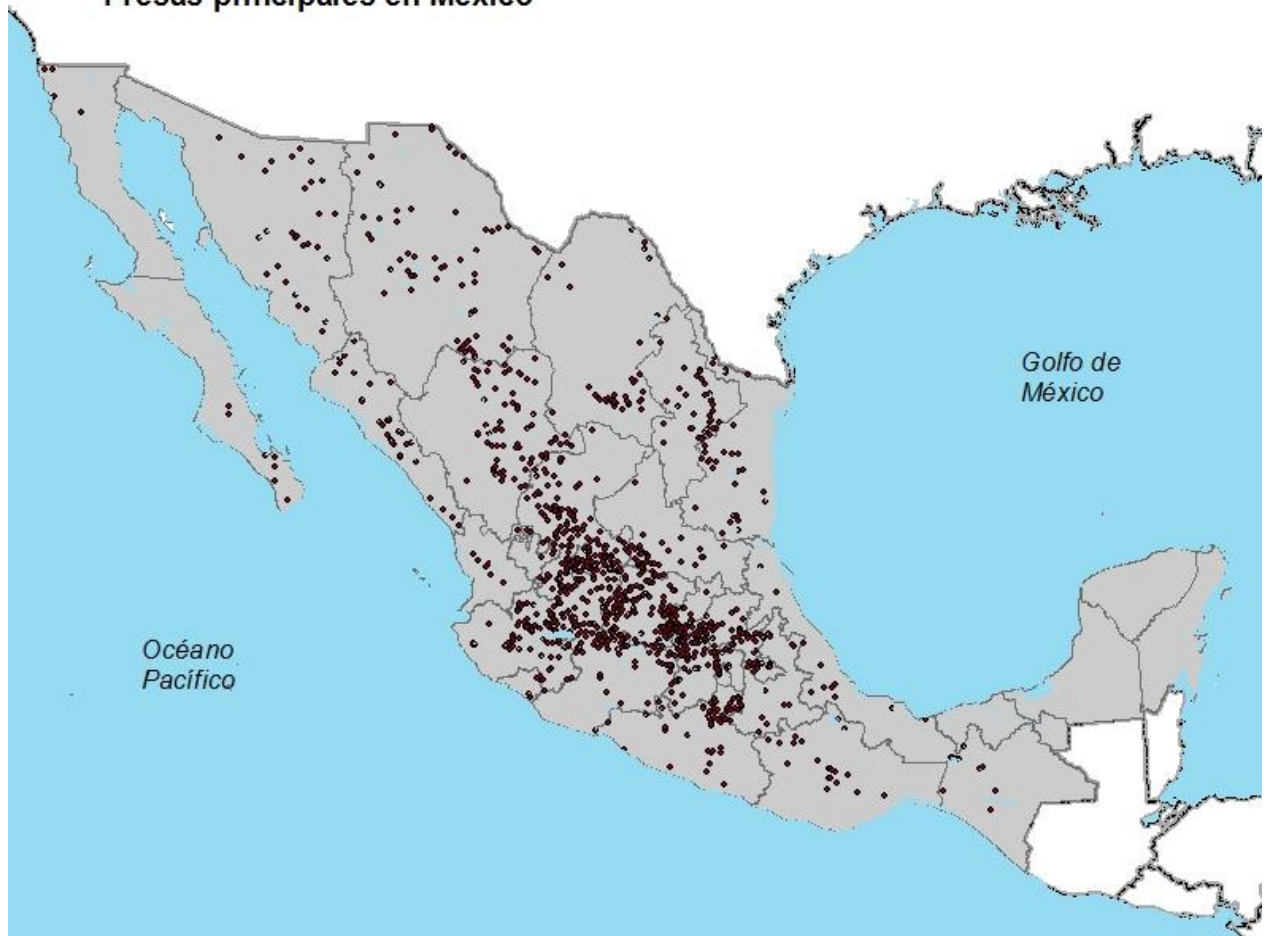 Presas principales en México
Golfo de
México
Océano
Pacífico